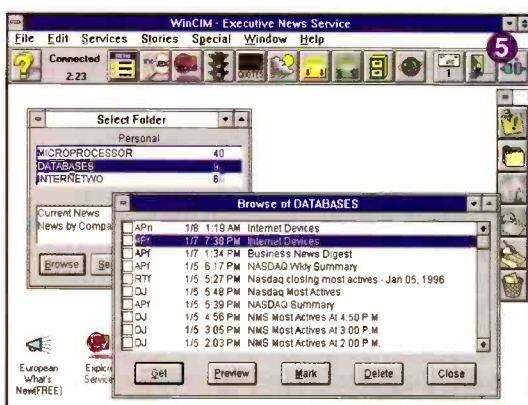 WinCIM - Executive News Service
File Edit Services Stories Special Window Help
5
Connected
2:23
QUOTES
1
Select Folder
Personal
MICROPROCESSOR 40
DATABASES
INTERNETWO
Current News
News by Compa
Browse
Browse of DATABASES
APn 1/8 1:19 AM Internet Devices
APf 1/7 7:38 PM Internet Devices
APf 1/7 1:34 PM Business News Digest
APf 1/5 6:17 PM NASDAQ Wkly Summary
RTf 1/5 5:27 PM Nasdaq closing most actives - Jan 05, 1996
DJ 1/5 5:48 PM Nasdaq Most Actives
APf 1/5 5:39 PM NASDAQ Summary
DJ 1/5 4:56 PM NMS Most Actives At 4:50 P.M.
DJ 1/5 3:05 PM NMS Most Actives At 3:00 P.M.
DJ 1/5 2:03 PM NMS Most Actives At 2:00 P.M.
Get Preview Mark Delete Close
European
What's
New(FREE)
Service